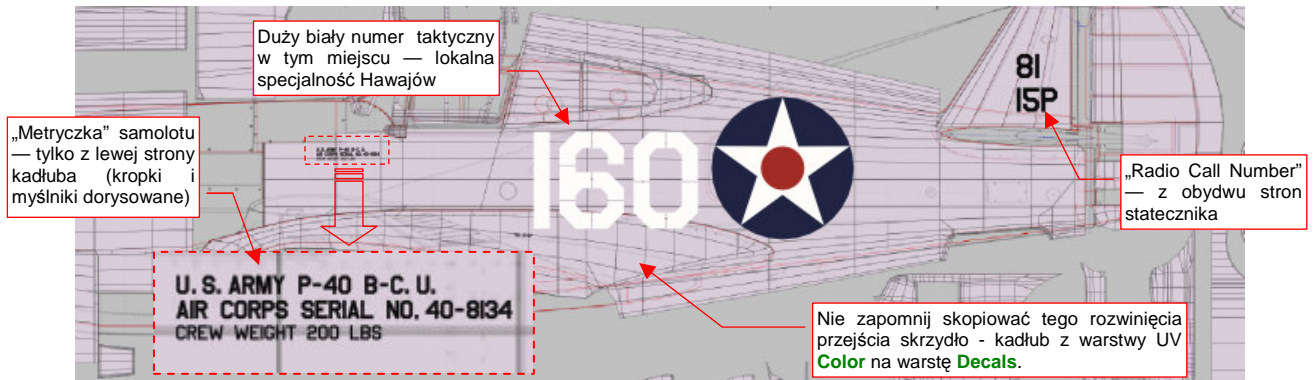 Duży biały numer taktyczny
w tym miejscu — lokalna
specjalność Hawajów
„Metryczka” samolotu
— tylko z lewej strony
kadłuba (kropki i
myślniki dorysowane)
81
15P
160
„Radio Call Number”
— z obydwu stron
statecznika
U.S. ARMY P-40 B-C.U.
AIR CORPS SERIAL NO. 40-8134
CREW WEIGHT 200 LBS
Nie zapomnij skopiować tego rozwinięcia
przejścia skrzydło - kadłub z warstwy UV
Color na warstę Decals.